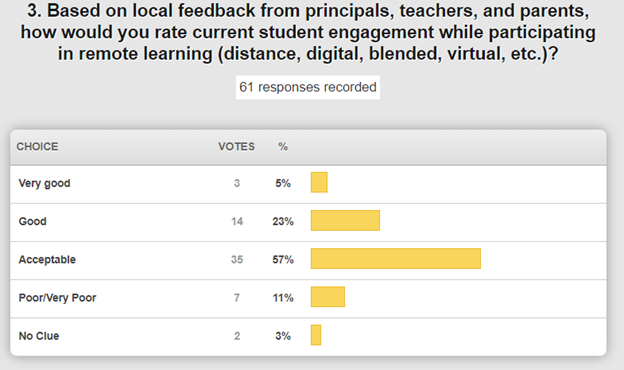 3. Based on local feedback from principals, teachers, and parents,
how would you rate current student engagement while participating
in remote learning (distance, digital, blended, virtual, etc.)?
61 responses recorded
CHOICE VOTES %
Very good 3 5%
Good 14 23%
Acceptable 35 57%
Poor/Very Poor 7 11%
No Clue 2 3%